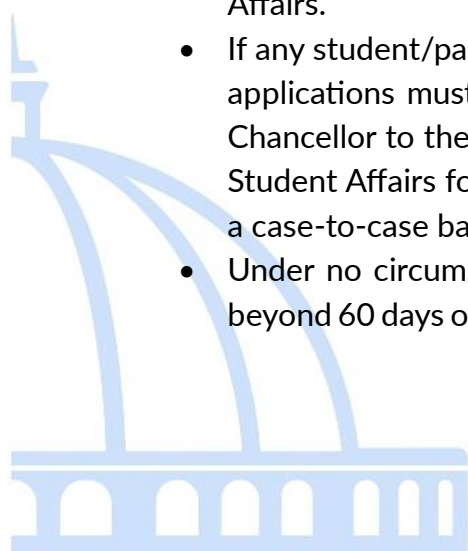 Affairs.
• If any student/pa
applications must
Chancellor to the
Student Affairs fo
a case-to-case ba
• Under no circum
beyond 60 days o